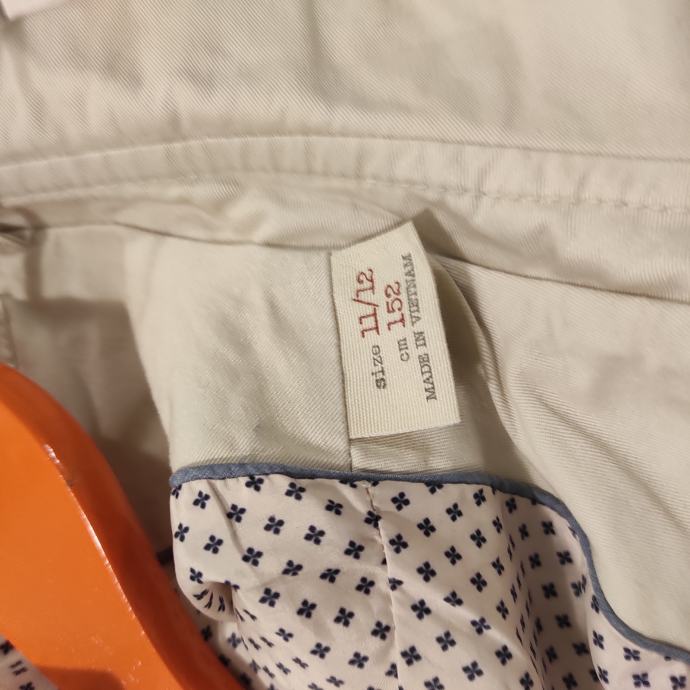 size 11/12
cm 152
MADE IN VIETNAM